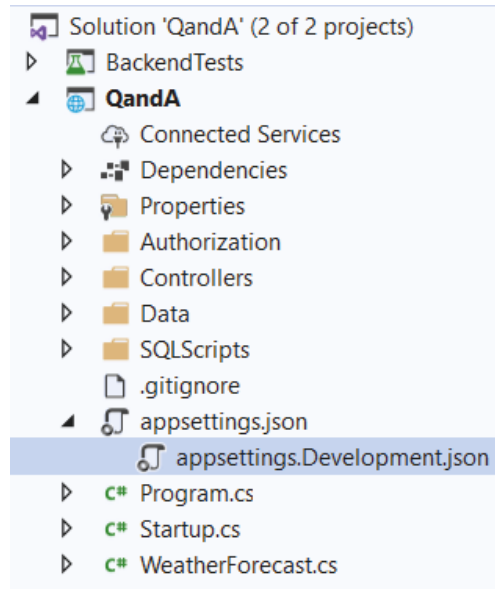 Solution 'QandA' (2 of 2 projects)
BackendTests
QandA
Connected Services
Dependencies
Properties
Authorization
Controllers
Data
SQLScripts
.gitignore
appsettings.json
appsettings.Development.json
C# Program.cs
C# Startup.cs
C# WeatherForecast.cs